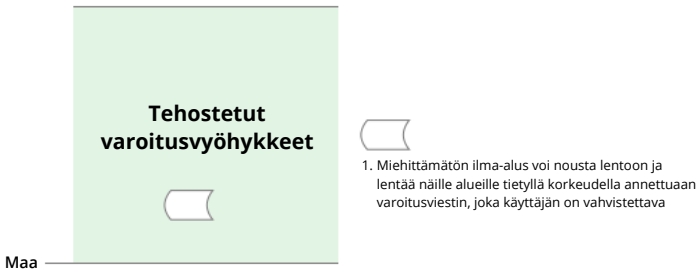 Tehostetut
varoitusvyöhykkeet
1. Miehittämätön ilma-alus voi nousta lentoon ja
lentää näille alueille tietyllä korkeudella annettuaan
varoitusviestin, joka käyttäjän on vahvistettava
Maa